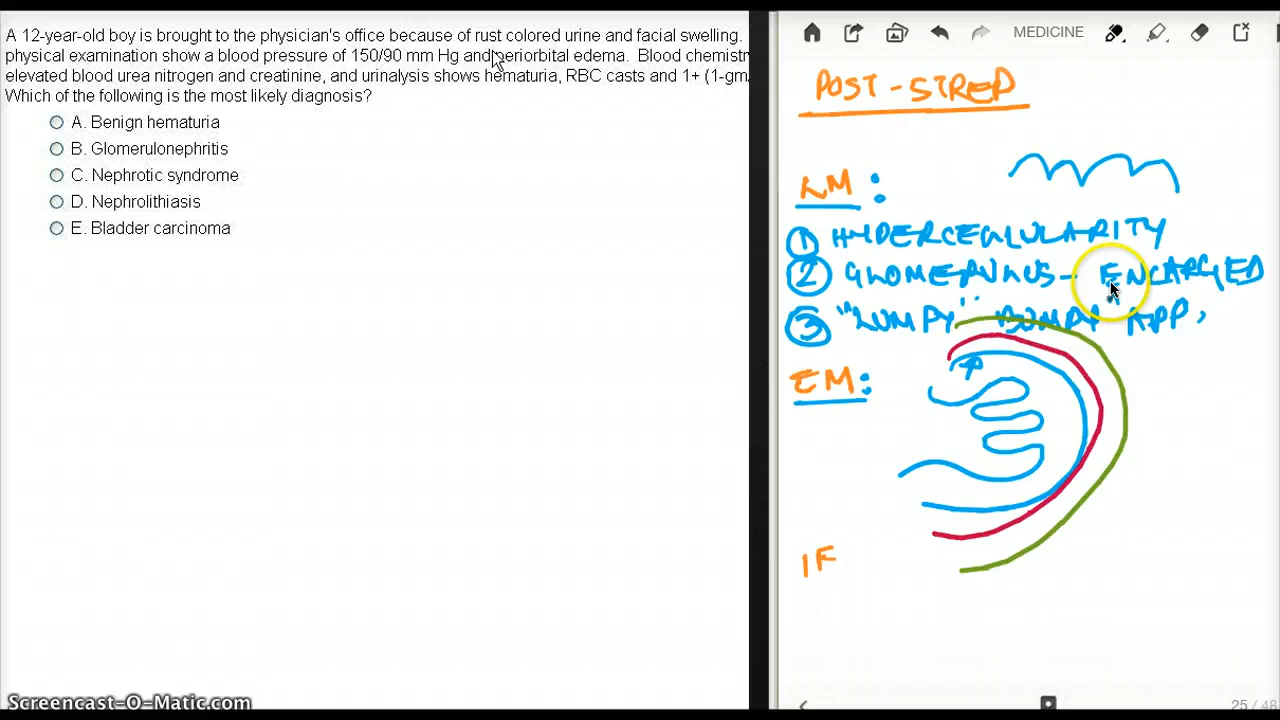 A 12-year-old boy is brought to the physician's office because of rust colored urine and facial swelling.
physical examination show a blood pressure of 150/90 mm Hg and periorbital edema. Blood chemistr
elevated blood urea nitrogen and creatinine, and urinalysis shows hematuria, RBC casts and 1+ (1-gm
Which of the following is the most likely diagnosis?
A. Benign hematuria
B. Glomerulonephritis
C. Nephrotic syndrome
D. Nephrolithiasis
E. Bladder carcinoma
MEDICINE
POST-STREP
LM:
1 HYPERCELLULARITY
2 GLOMERULUS - ENLARGED
3 "LUMPY" BUMPY" APP.
EM:
IF
Screencast-O-Matic.com
25 / 48